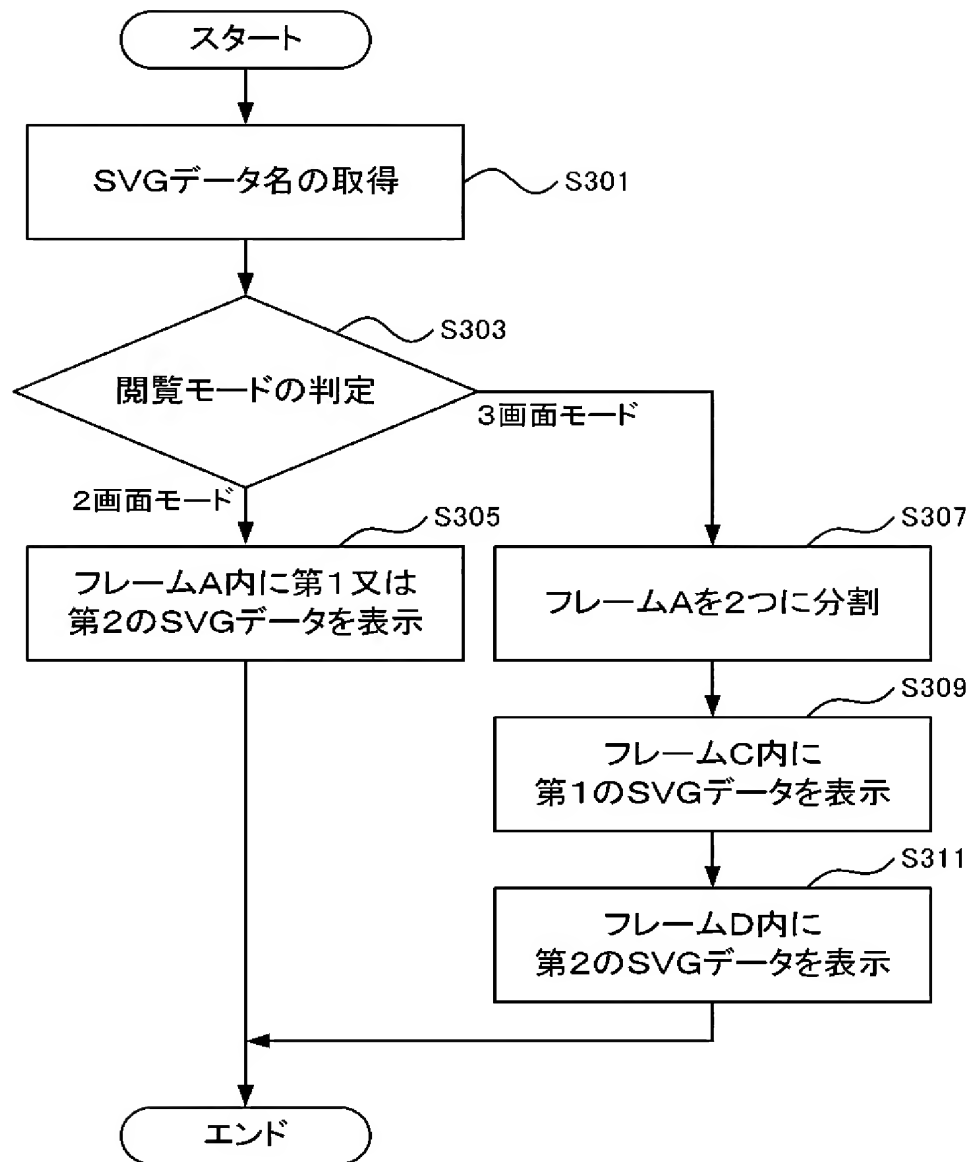 スタート
SVGデータ名の取得
S301
S303
閲覧モードの判定
3画面モード
2画面モード
S305
フレームA内に第1又は
第2のSVGデータを表示
S307
フレームAを2つに分割
S309
フレームC内に
第1のSVGデータを表示
S311
フレームD内に
第2のSVGデータを表示
エンド